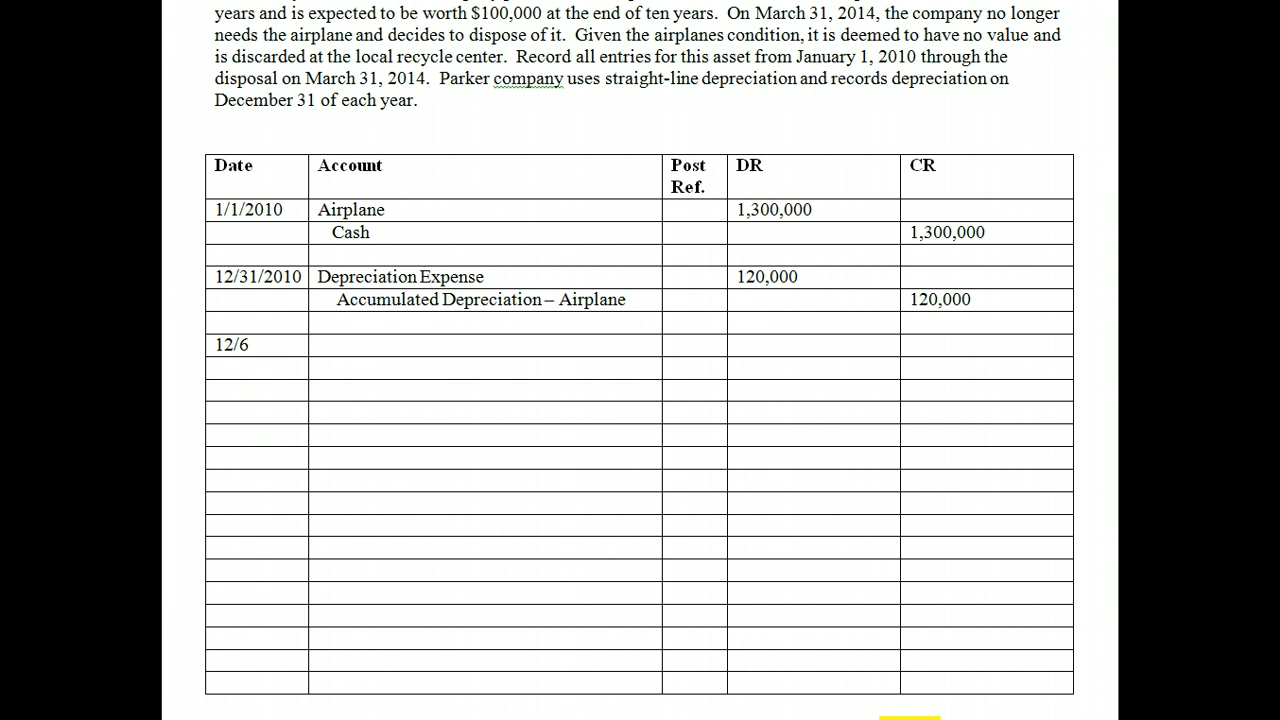 years and is expected to be worth $100,000 at the end of ten years. On March 31, 2014, the company no longer
needs the airplane and decides to dispose of it. Given the airplanes condition, it is deemed to have no value and
is discarded at the local recycle center. Record all entries for this asset from January 1, 2010 through the
disposal on March 31, 2014. Parker company uses straight-line depreciation and records depreciation on
December 31 of each year.
Date Account Post Ref. DR CR
1/1/2010 Airplane 1,300,000
Cash 1,300,000
12/31/2010 Depreciation Expense 120,000
Accumulated Depreciation – Airplane 120,000
12/6